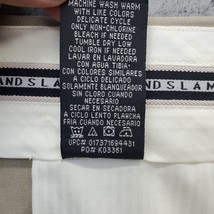 MACHINE WASH WARM
WITH LIKE COLORS
DELICATE CYCLE
ONLY NON-CHLORINE
BLEACH IF NEEDED
TUMBLE DRY LOW
COOL IRON IF NEEDED
LAVAR EN LAVADORA
CON AGUA TIBIA-
CON COLORES SIMILARES
A CICLO DELICADO
SOLAMENTE BLANQUEADOR
SIN CLORO CUANDO
NECESARIO
SECAR EN SECADORA
A CICLO LENTO PLANCHA
FRIA CUANDO NECESARIO
UPC# 017371694431
PO# K03361
AND SLAM